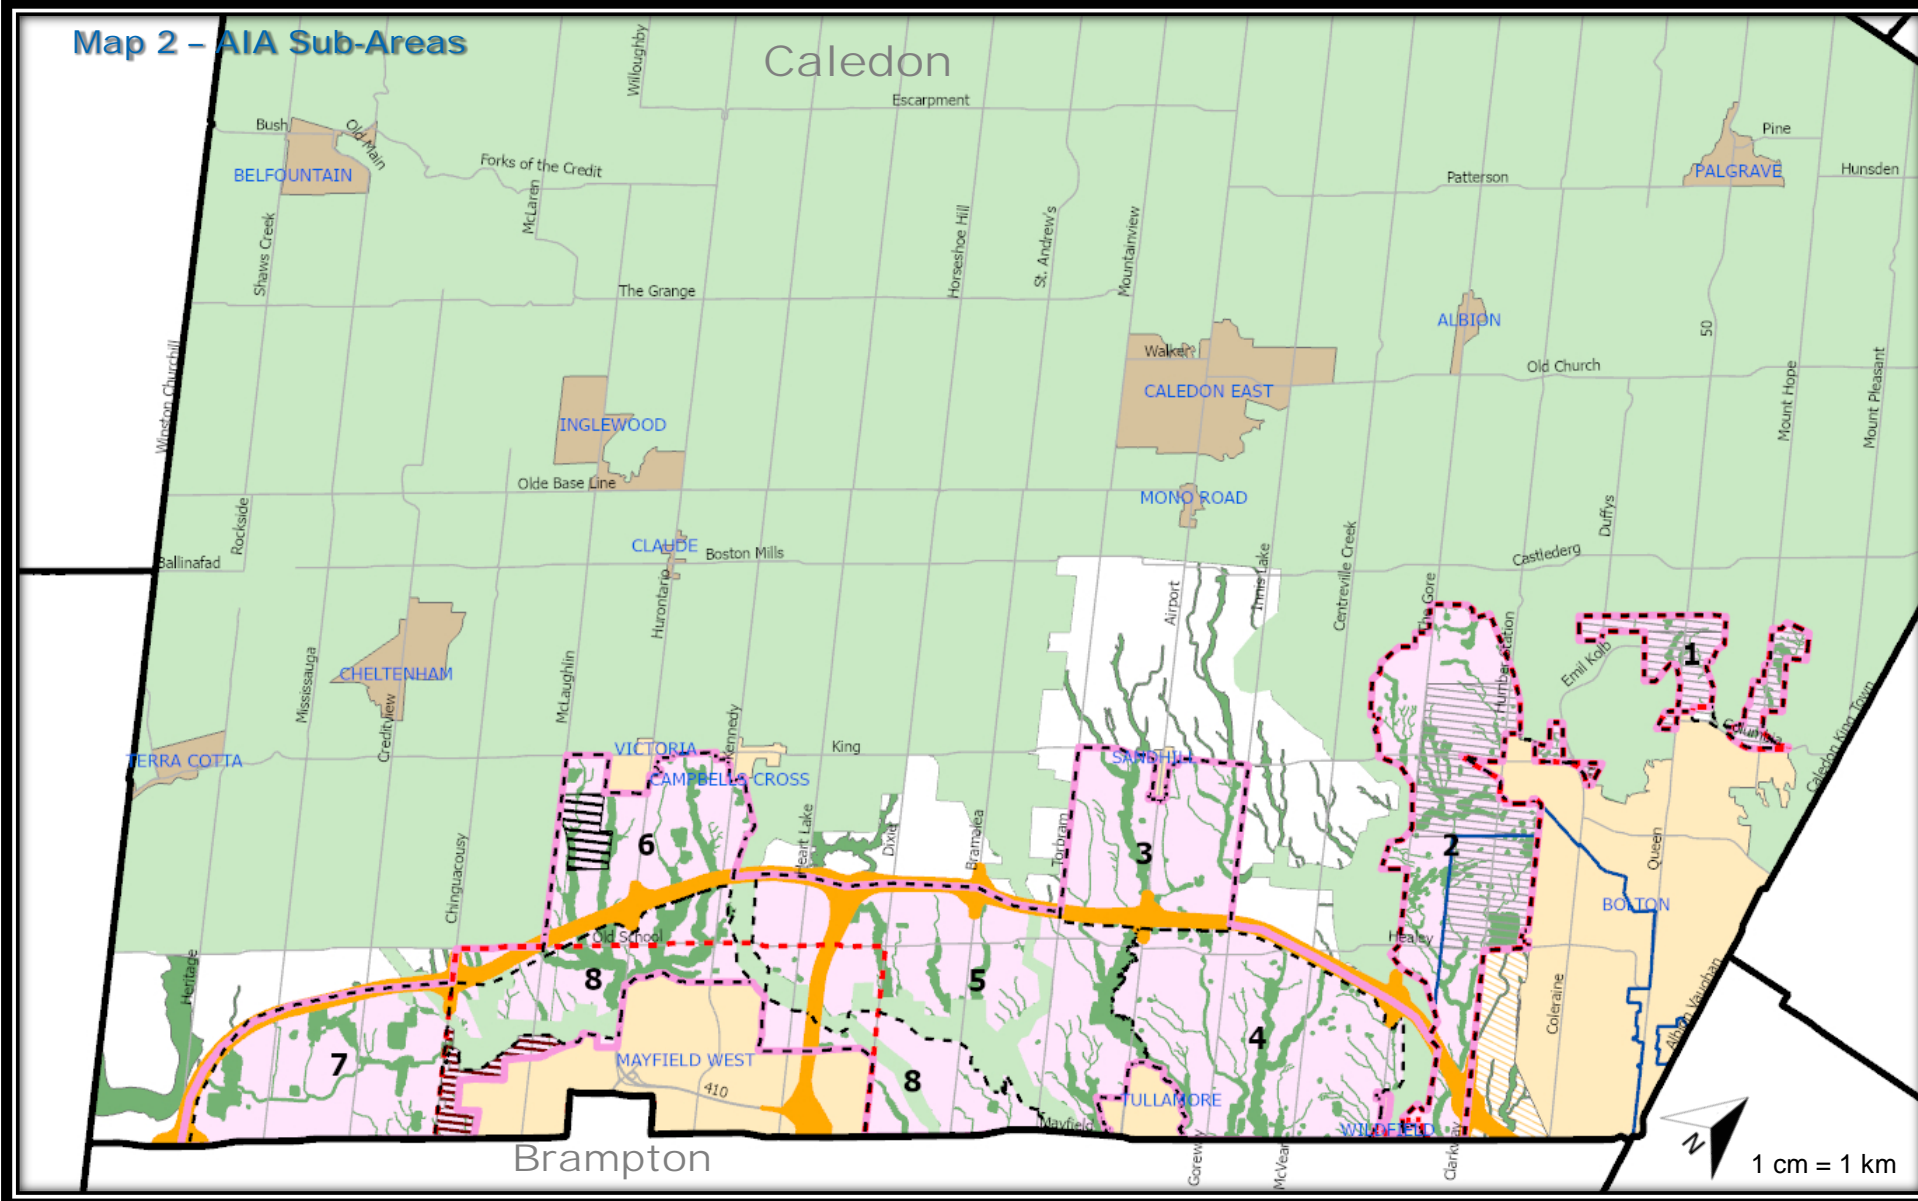 Map 2 – AIA Sub-Areas
Caledon
Willoughby
Escarpment
Bush
Old Main
Pine
BELFOUNTAIN
Forks of the Credit
PALGRAVE
Hunsden
Patterson
McLaren
Shaws Creek
Horseshoe Hill
St. Andrew's
Mountainview
The Grange
ALBION
50
Winston Churchill
Walker
Old Church
Mount Hope
Mount Pleasant
CALEDON EAST
INGLEWOOD
Olde Base Line
MONO ROAD
Rockside
Duffys
CLAUDE
Boston Mills
Castlederg
Ballinafad
Centreville Creek
Innis Lake
Airport
The Gore
Hurontario
Humber Station
Emil Kolb
1
CHELTENHAM
Mississauga
McLaughlin
Creditview
Kennedy
Columbia
Caledon King Town
TERRA COTTA
VICTORIA
King
SANDHILL
CAMPBELLS CROSS
Chinguacousy
6
Heart Lake
Dixie
Bramalea
Torbram
3
2
Queen
BOLTON
Old School
Healey
Heritage
8
5
Coleraine
Albion Vaughan
4
7
MAYFIELD WEST
410
8
TULLAMORE
Mayfield
WILDFIELD
Brampton
Goreway
McVean
Clarkway
N
1 cm = 1 km